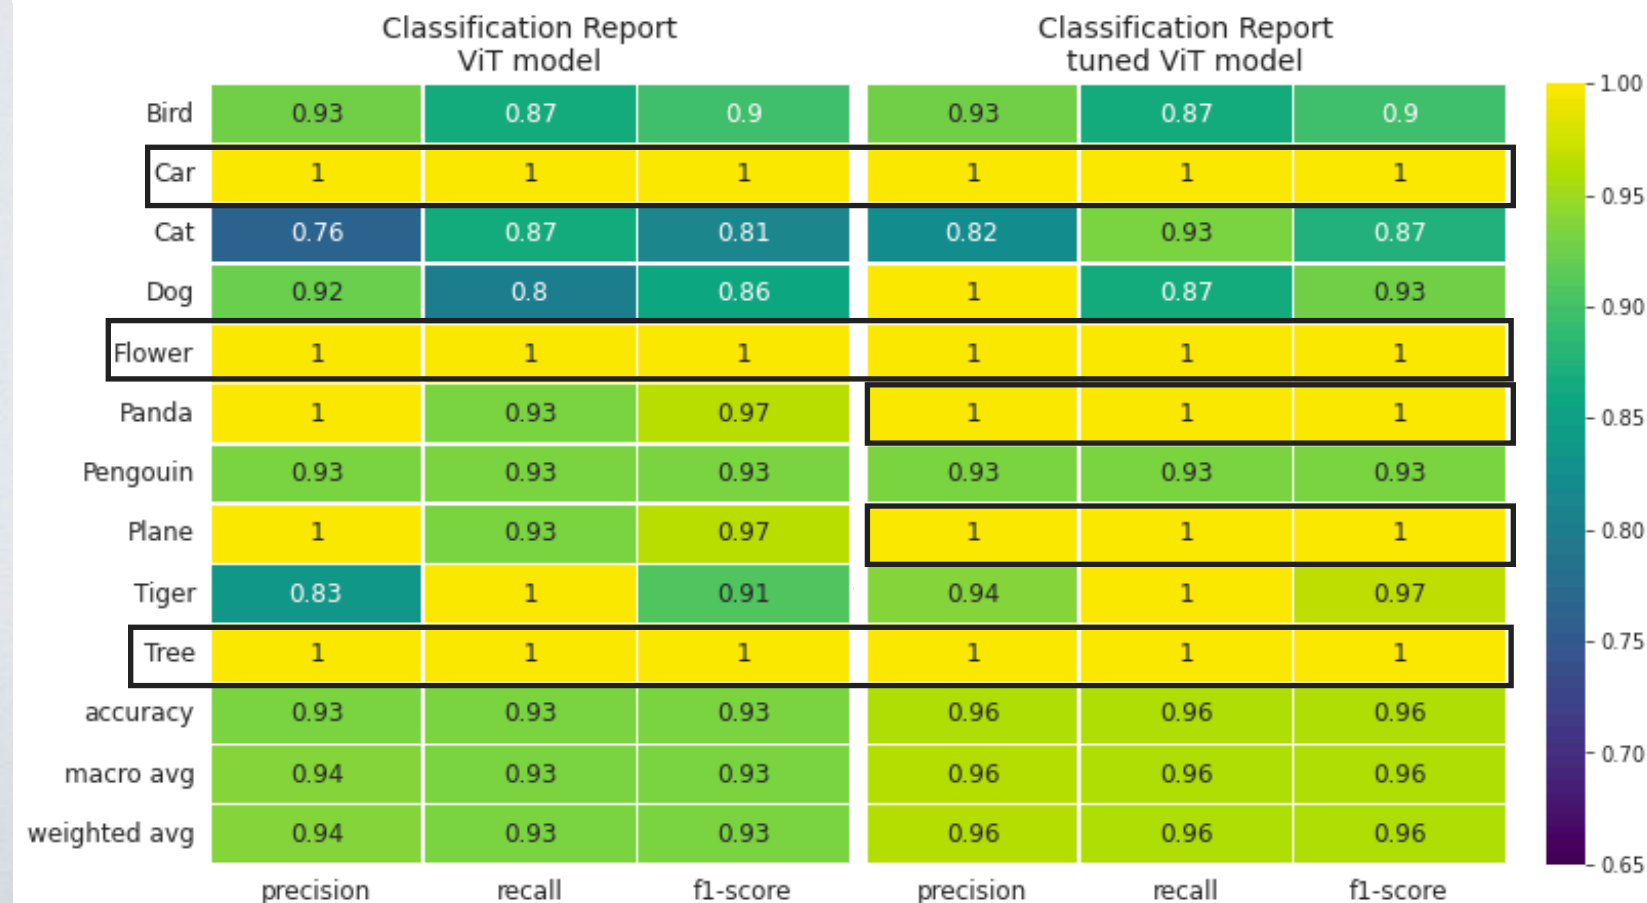 Classification Report Classification Report
ViT model tuned ViT model
Bird 0.93 0.87 0.9 0.93 0.87 0.9 1.00
Car 1 1 1 1 1 1
0.95
Cat 0.76 0.87 0.81 0.82 0.93 0.87
Dog 0.92 0.8 0.86 1 0.87 0.93
0.90
Flower 1 1 1 1 1 1
Panda 1 0.93 0.97 1 1 1
0.85
Pengouin 0.93 0.93 0.93 0.93 0.93 0.93
Plane 1 0.93 0.97 1 1 1
0.80
Tiger 0.83 1 0.91 0.94 1 0.97
0.75
Tree 1 1 1 1 1 1
accuracy 0.93 0.93 0.93 0.96 0.96 0.96
0.70
macro avg 0.94 0.93 0.93 0.96 0.96 0.96
weighted avg 0.94 0.93 0.93 0.96 0.96 0.96
0.65
precision recall f1-score precision recall f1-score